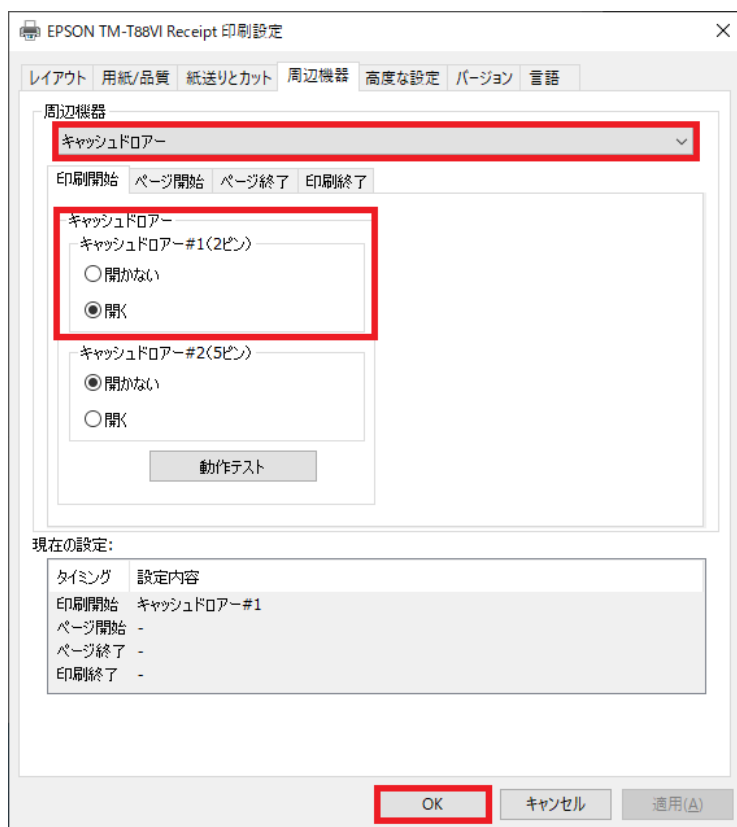 EPSON TM-T88VI Receipt 印刷設定
レイアウト 用紙/品質 紙送りとカット 周辺機器 高度な設定 バージョン 言語
周辺機器
キャッシュドロアー
印刷開始 ページ開始 ページ終了 印刷終了
キャッシュドロアー
キャッシュドロアー#1(2ピン)
開かない
開く
キャッシュドロアー#2(5ピン)
開かない
開く
動作テスト
現在の設定:
タイミング 設定内容
印刷開始 キャッシュドロアー#1
ページ開始 -
ページ終了 -
印刷終了 -
OK キャンセル 適用(A)